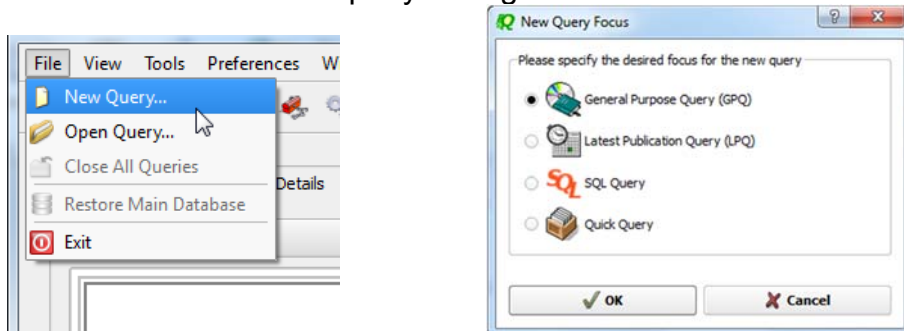 File View Tools Preferences W
New Query...
Open Query...
Close All Queries
Details
Restore Main Database
Exit
New Query Focus
Please specify the desired focus for the new query
General Purpose Query (GPQ)
Latest Publication Query (LPQ)
SQL SQL Query
Quick Query
OK Cancel